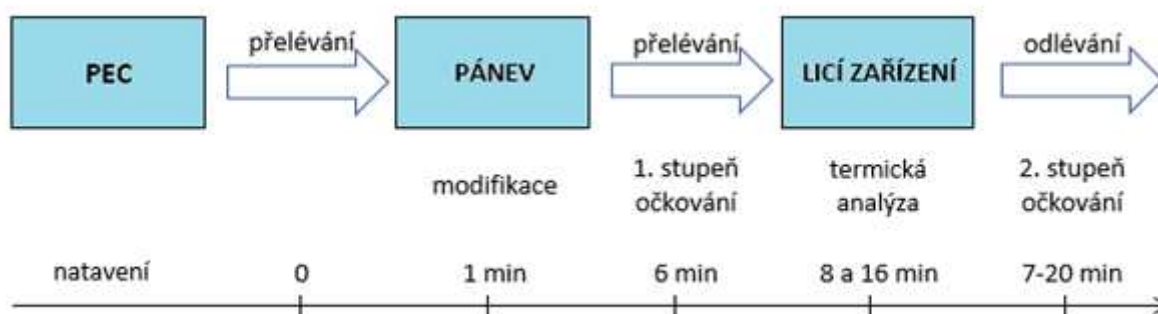 přelévání
přelévání
odlévání
PEC
PÁNEV
LICÍ ZAŘÍZENÍ
modifikace
1. stupeň
očkování
termická
analýza
2. stupeň
očkování
natavení
0
1 min
6 min
8 a 16 min
7-20 min